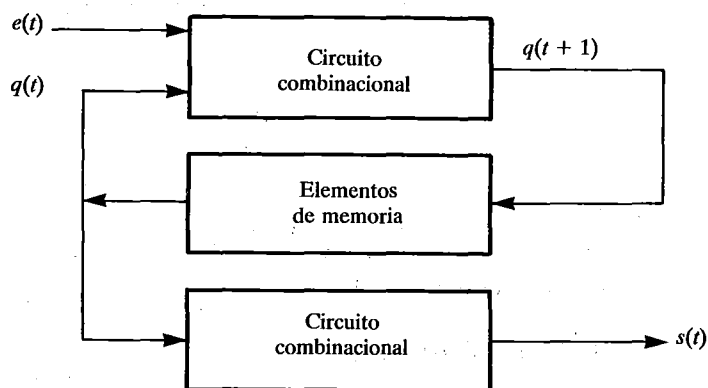 e(t)
Circuito
combinacional
q(t + 1)
q(t)
Elementos
de memoria
Circuito
combinacional
s(t)